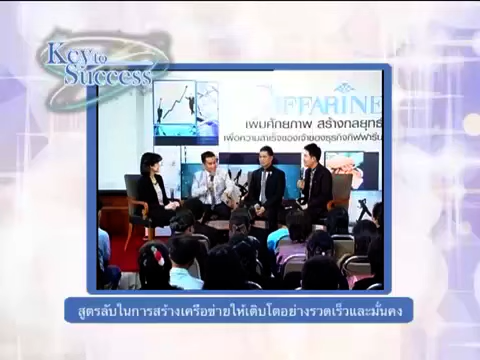 Key to
Success
GIFFARINE
เพิ่มศักยภาพ สร้างกลยุทธ์
เพื่อความสำเร็จของเจ้าของธุรกิจกิฟฟารีน
สูตรลับในการสร้างเครือข่ายให้เติบโตอย่างรวดเร็วและมั่นคง